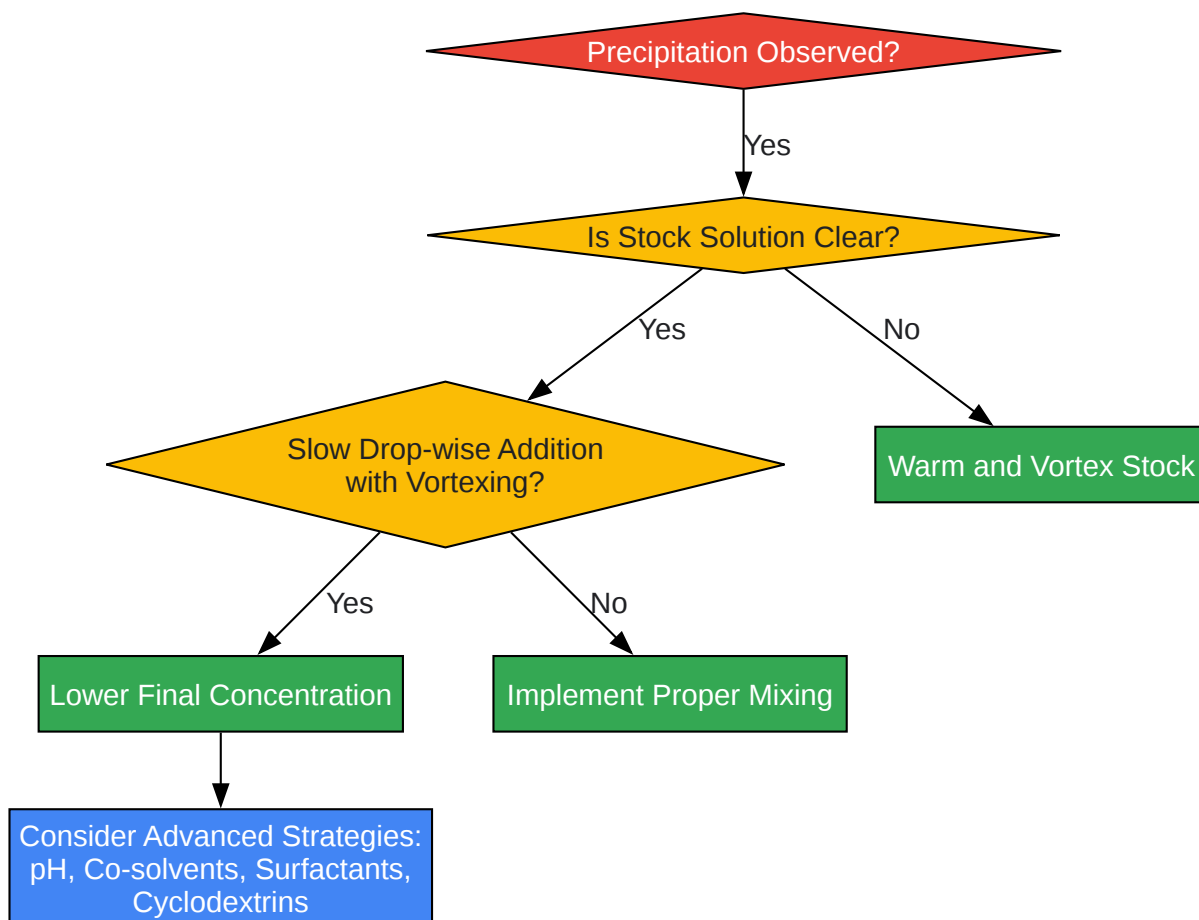 Precipitation Observed?
Yes
Is Stock Solution Clear?
Yes
No
Slow Drop-wise Addition
with Vortexing?
Warm and Vortex Stock
Yes
No
Lower Final Concentration
Implement Proper Mixing
Consider Advanced Strategies:
pH, Co-solvents, Surfactants,
Cyclodextrins